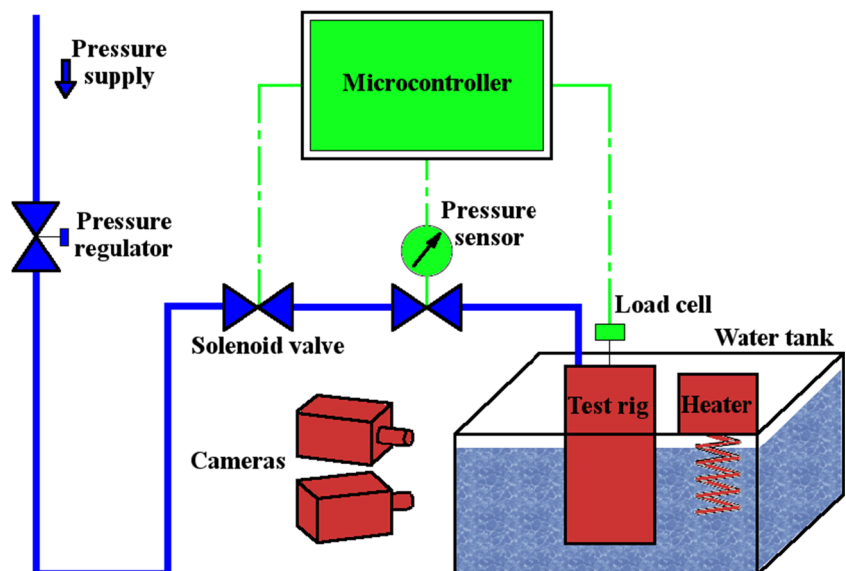 Pressure
supply
Microcontroller
Pressure
regulator
Pressure
sensor
Solenoid valve
Load cell
Water tank
Test rig
Heater
Cameras